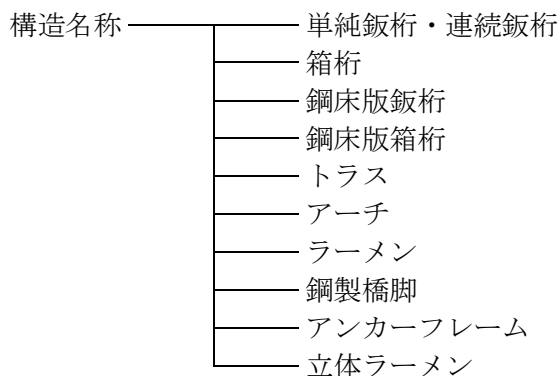 構造名称 単純鈑桁・連続鈑桁
箱桁
鋼床版鈑桁
鋼床版箱桁
トラス
アーチ
ラーメン
鋼製橋脚
アンカーフレーム
立体ラーメン